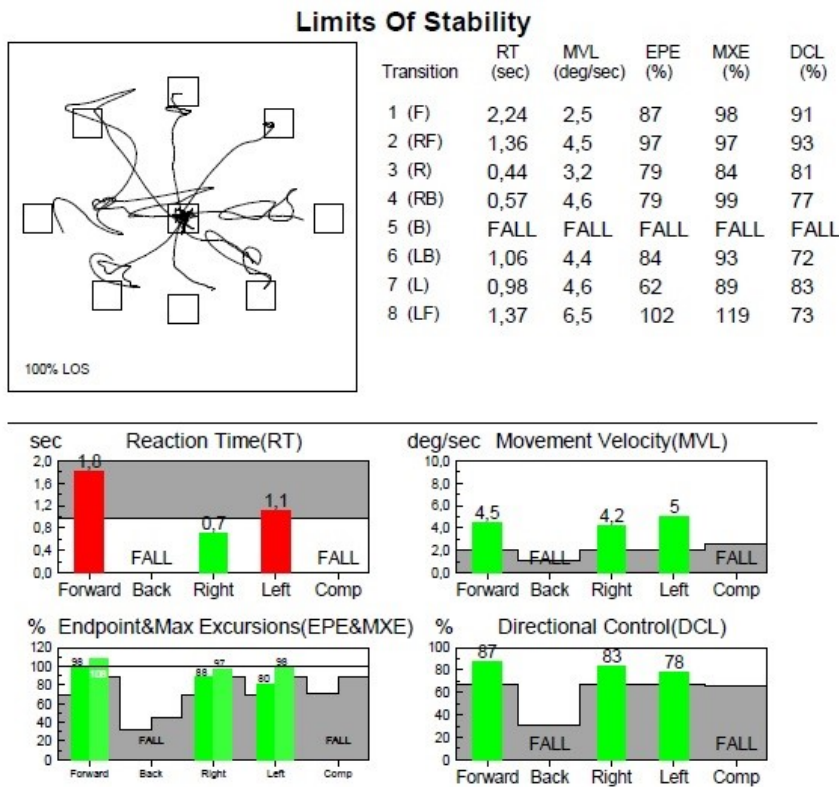 Limits Of Stability
Transition RT (sec) MVL (deg/sec) EPE (%) MXE (%) DCL (%)
1 (F) 2,24 2,5 87 98 91
2 (RF) 1,36 4,5 97 97 93
3 (R) 0,44 3,2 79 84 81
4 (RB) 0,57 4,6 79 99 77
5 (B) FALL FALL FALL FALL FALL
6 (LB) 1,06 4,4 84 93 72
7 (L) 0,98 4,6 62 89 83
8 (LF) 1,37 6,5 102 119 73
100% LOS
sec Reaction Time(RT)
2,0
1,6
1,2
0,8
0,4
0,0
1,8
FALL
0,7
1,1
FALL
Forward Back Right Left Comp
deg/sec Movement Velocity(MVL)
10,0
8,0
6,0
4,0
2,0
0,0
4,5
FALL
4,2
5
FALL
Forward Back Right Left Comp
% Endpoint&Max Excursions(EPE&MXE)
120
100
80
60
40
20
0
98
FALL
88
97
80
98
FALL
Forward Back Right Left Comp
% Directional Control(DCL)
100
80
60
40
20
0
87
FALL
83
78
FALL
Forward Back Right Left Comp